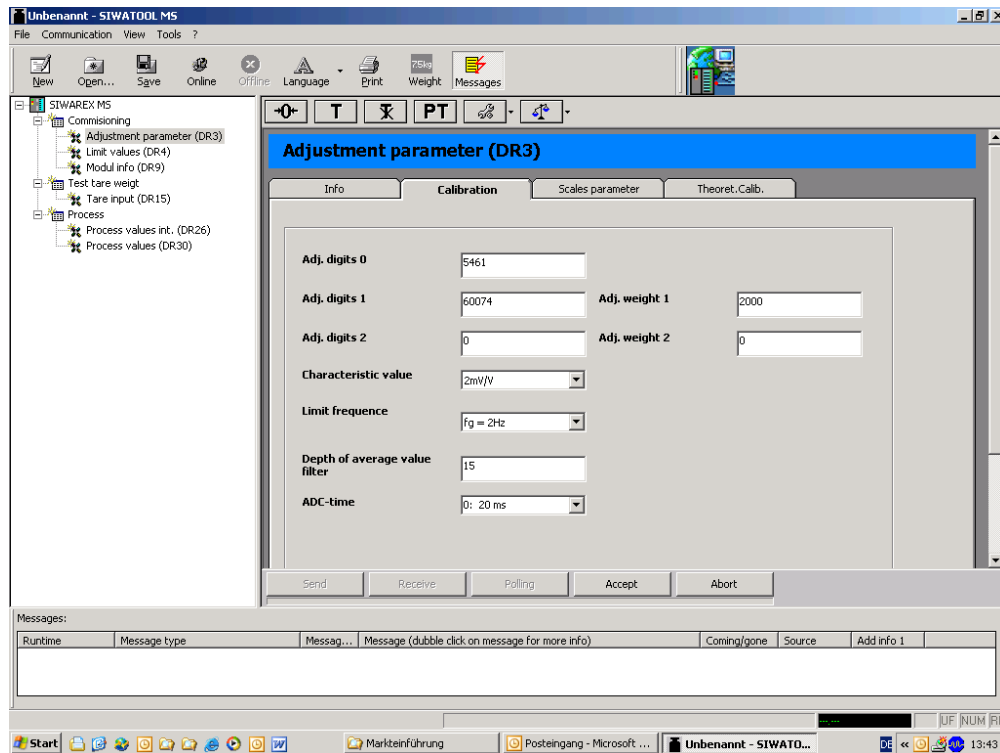 Unbenannt - SIWATOOL MS
File Communication View Tools ?
New Open... Save Online Offline Language Print 75kg Weight Messages
SIWAREX MS
Commisioning
Adjustment parameter (DR3)
Limit values (DR4)
Modul info (DR9)
Test tare weigt
Tare input (DR15)
Process
Process values int. (DR26)
Process values (DR30)
→0← T T PT
Adjustment parameter (DR3)
Info Calibration Scales parameter Theoret.Calib.
Adj. digits 0 5461
Adj. digits 1 60074 Adj. weight 1 2000
Adj. digits 2 0 Adj. weight 2 0
Characteristic value 2mV/V
Limit frequence fg = 2Hz
Depth of average value
filter 15
ADC-time 0: 20 ms
Send Receive Polling Accept Abort
Messages:
Runtime Message type Messag... Message (dubble click on message for more info) Coming/gone Source Add info 1
--.--- UF NUM
Start Markteinführung Posteingang - Microsoft ... Unbenannt - SIWATO... DE « 13:43